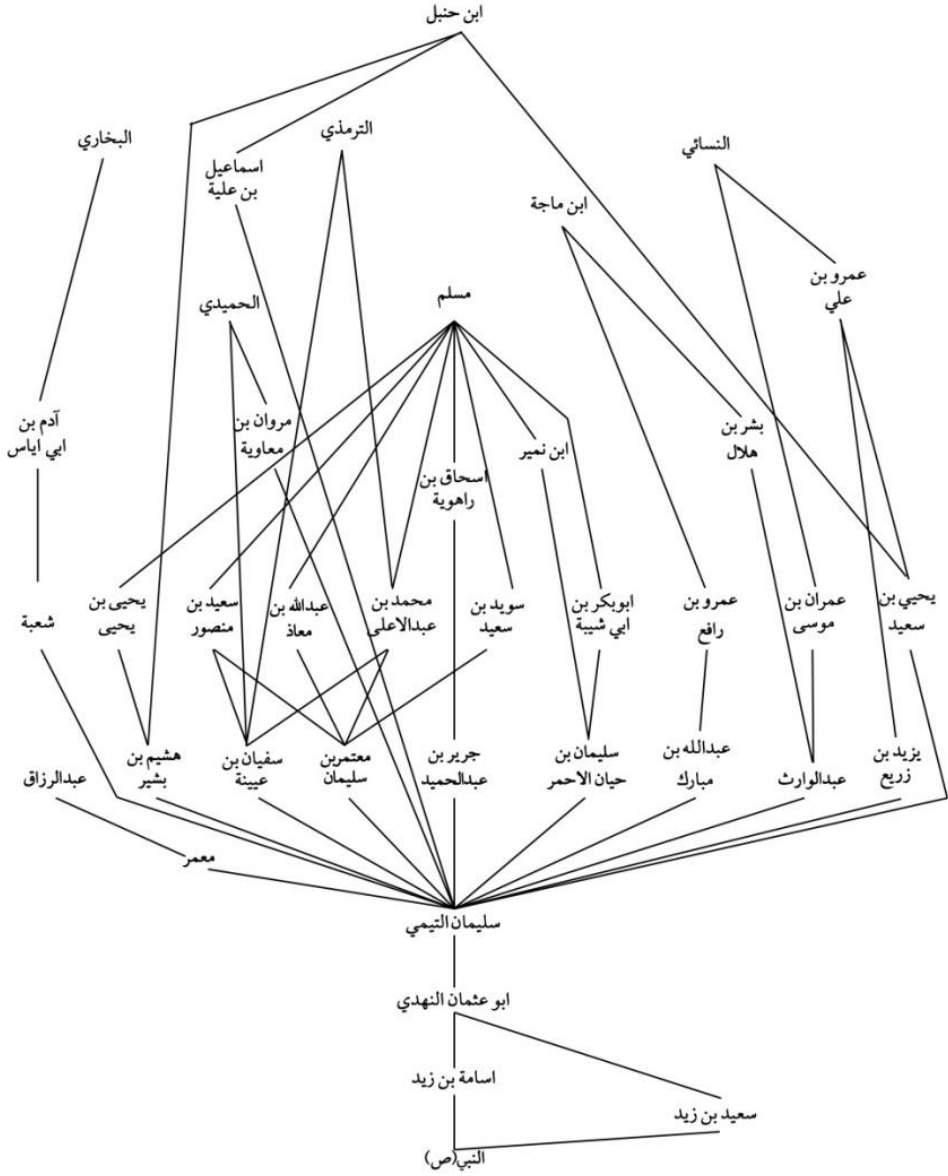 ابن حنبل
البخاري
الترمذي
النسائي
اسماعيل
بن علية
ابن ماجة
عمرو بن
علي
الحميدي
مسلم
آدم بن
ابي اياس
مروان بن
معاوية
اسحاق بن
راهوية
ابن نمير
بشر بن
هلال
شعبة
يحيى بن
يحيى
سعيد بن
منصور
عبدالله بن
معاذ
محمد بن
عبدالاعلى
سويد بن
سعيد
ابوبكر بن
ابي شيبة
عمرو بن
رافع
عمران بن
موسى
يحيي بن
سعيد
عبدالرزاق
هشيم بن
بشير
سفيان بن
عيينة
معتمر بن
سليمان
جرير بن
عبدالحميد
سليمان بن
حيان الاحمر
عبدالله بن
مبارك
عبدالوارث
يزيد بن
زريع
معمر
سليمان التيمي
ابو عثمان النهدي
اسامة بن زيد
سعيد بن زيد
النبي(ص)